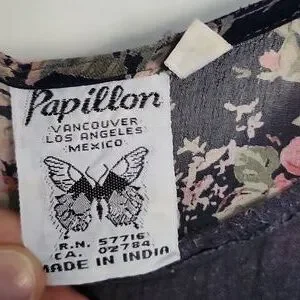 Papillon
VANCOUVER
LOS ANGELES
MEXICO
R.N. 57716
CA. 02784
MADE IN INDIA